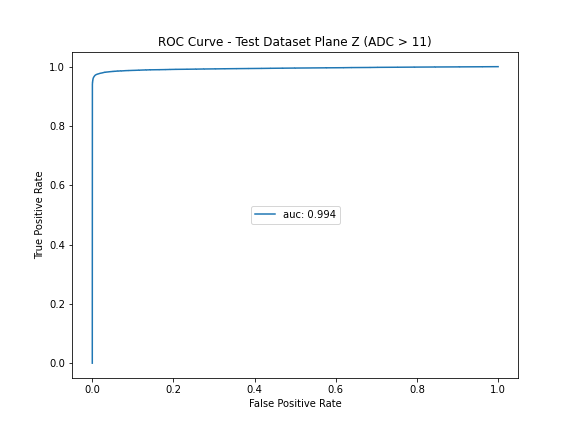 ROC Curve - Test Dataset Plane Z (ADC > 11)
1.0
0.8
0.6
0.4
0.2
0.0
True Positive Rate
auc: 0.994
0.0 0.2 0.4 0.6 0.8 1.0
False Positive Rate